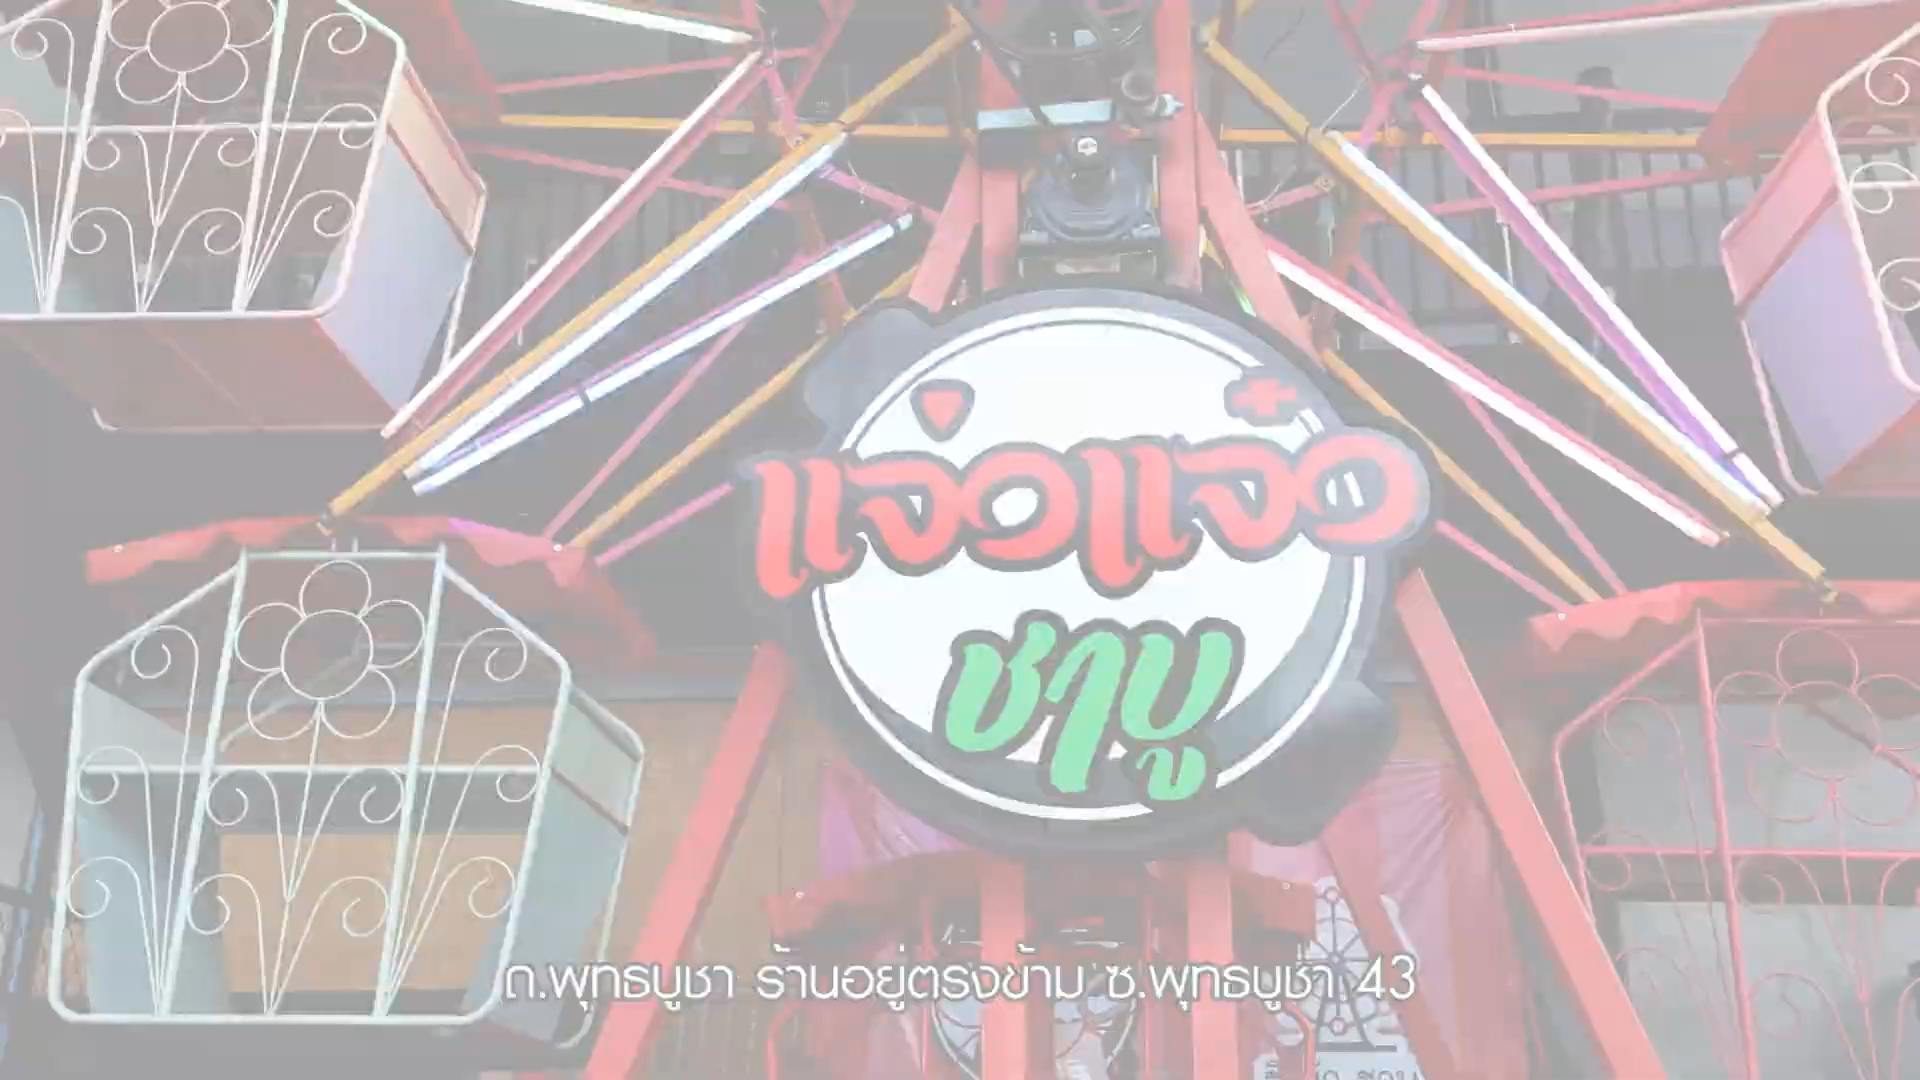 แจ่วแจ๋ว
ชาบู
ถ.พุทธบูชา ร้านอยู่ตรงข้าม ซ.พุทธบูชา 43